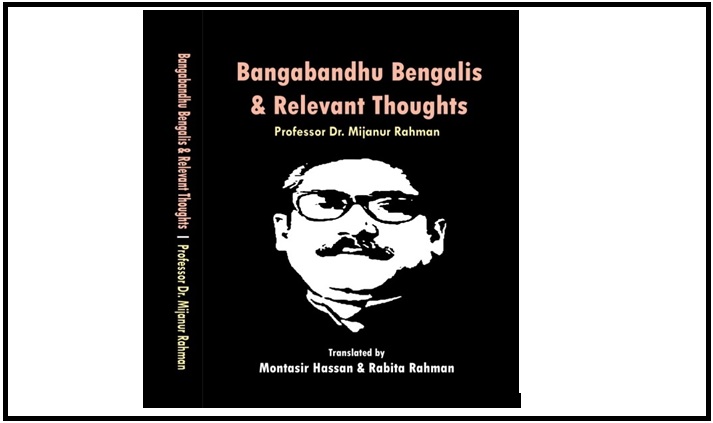 Bangabandhu Bengalis & Relevant Thoughts | Professor Dr. Mijanur Rahman
Bangabandhu Bengalis
& Relevant Thoughts
Professor Dr. Mijanur Rahman
Translated by
Montasir Hassan & Rabita Rahman